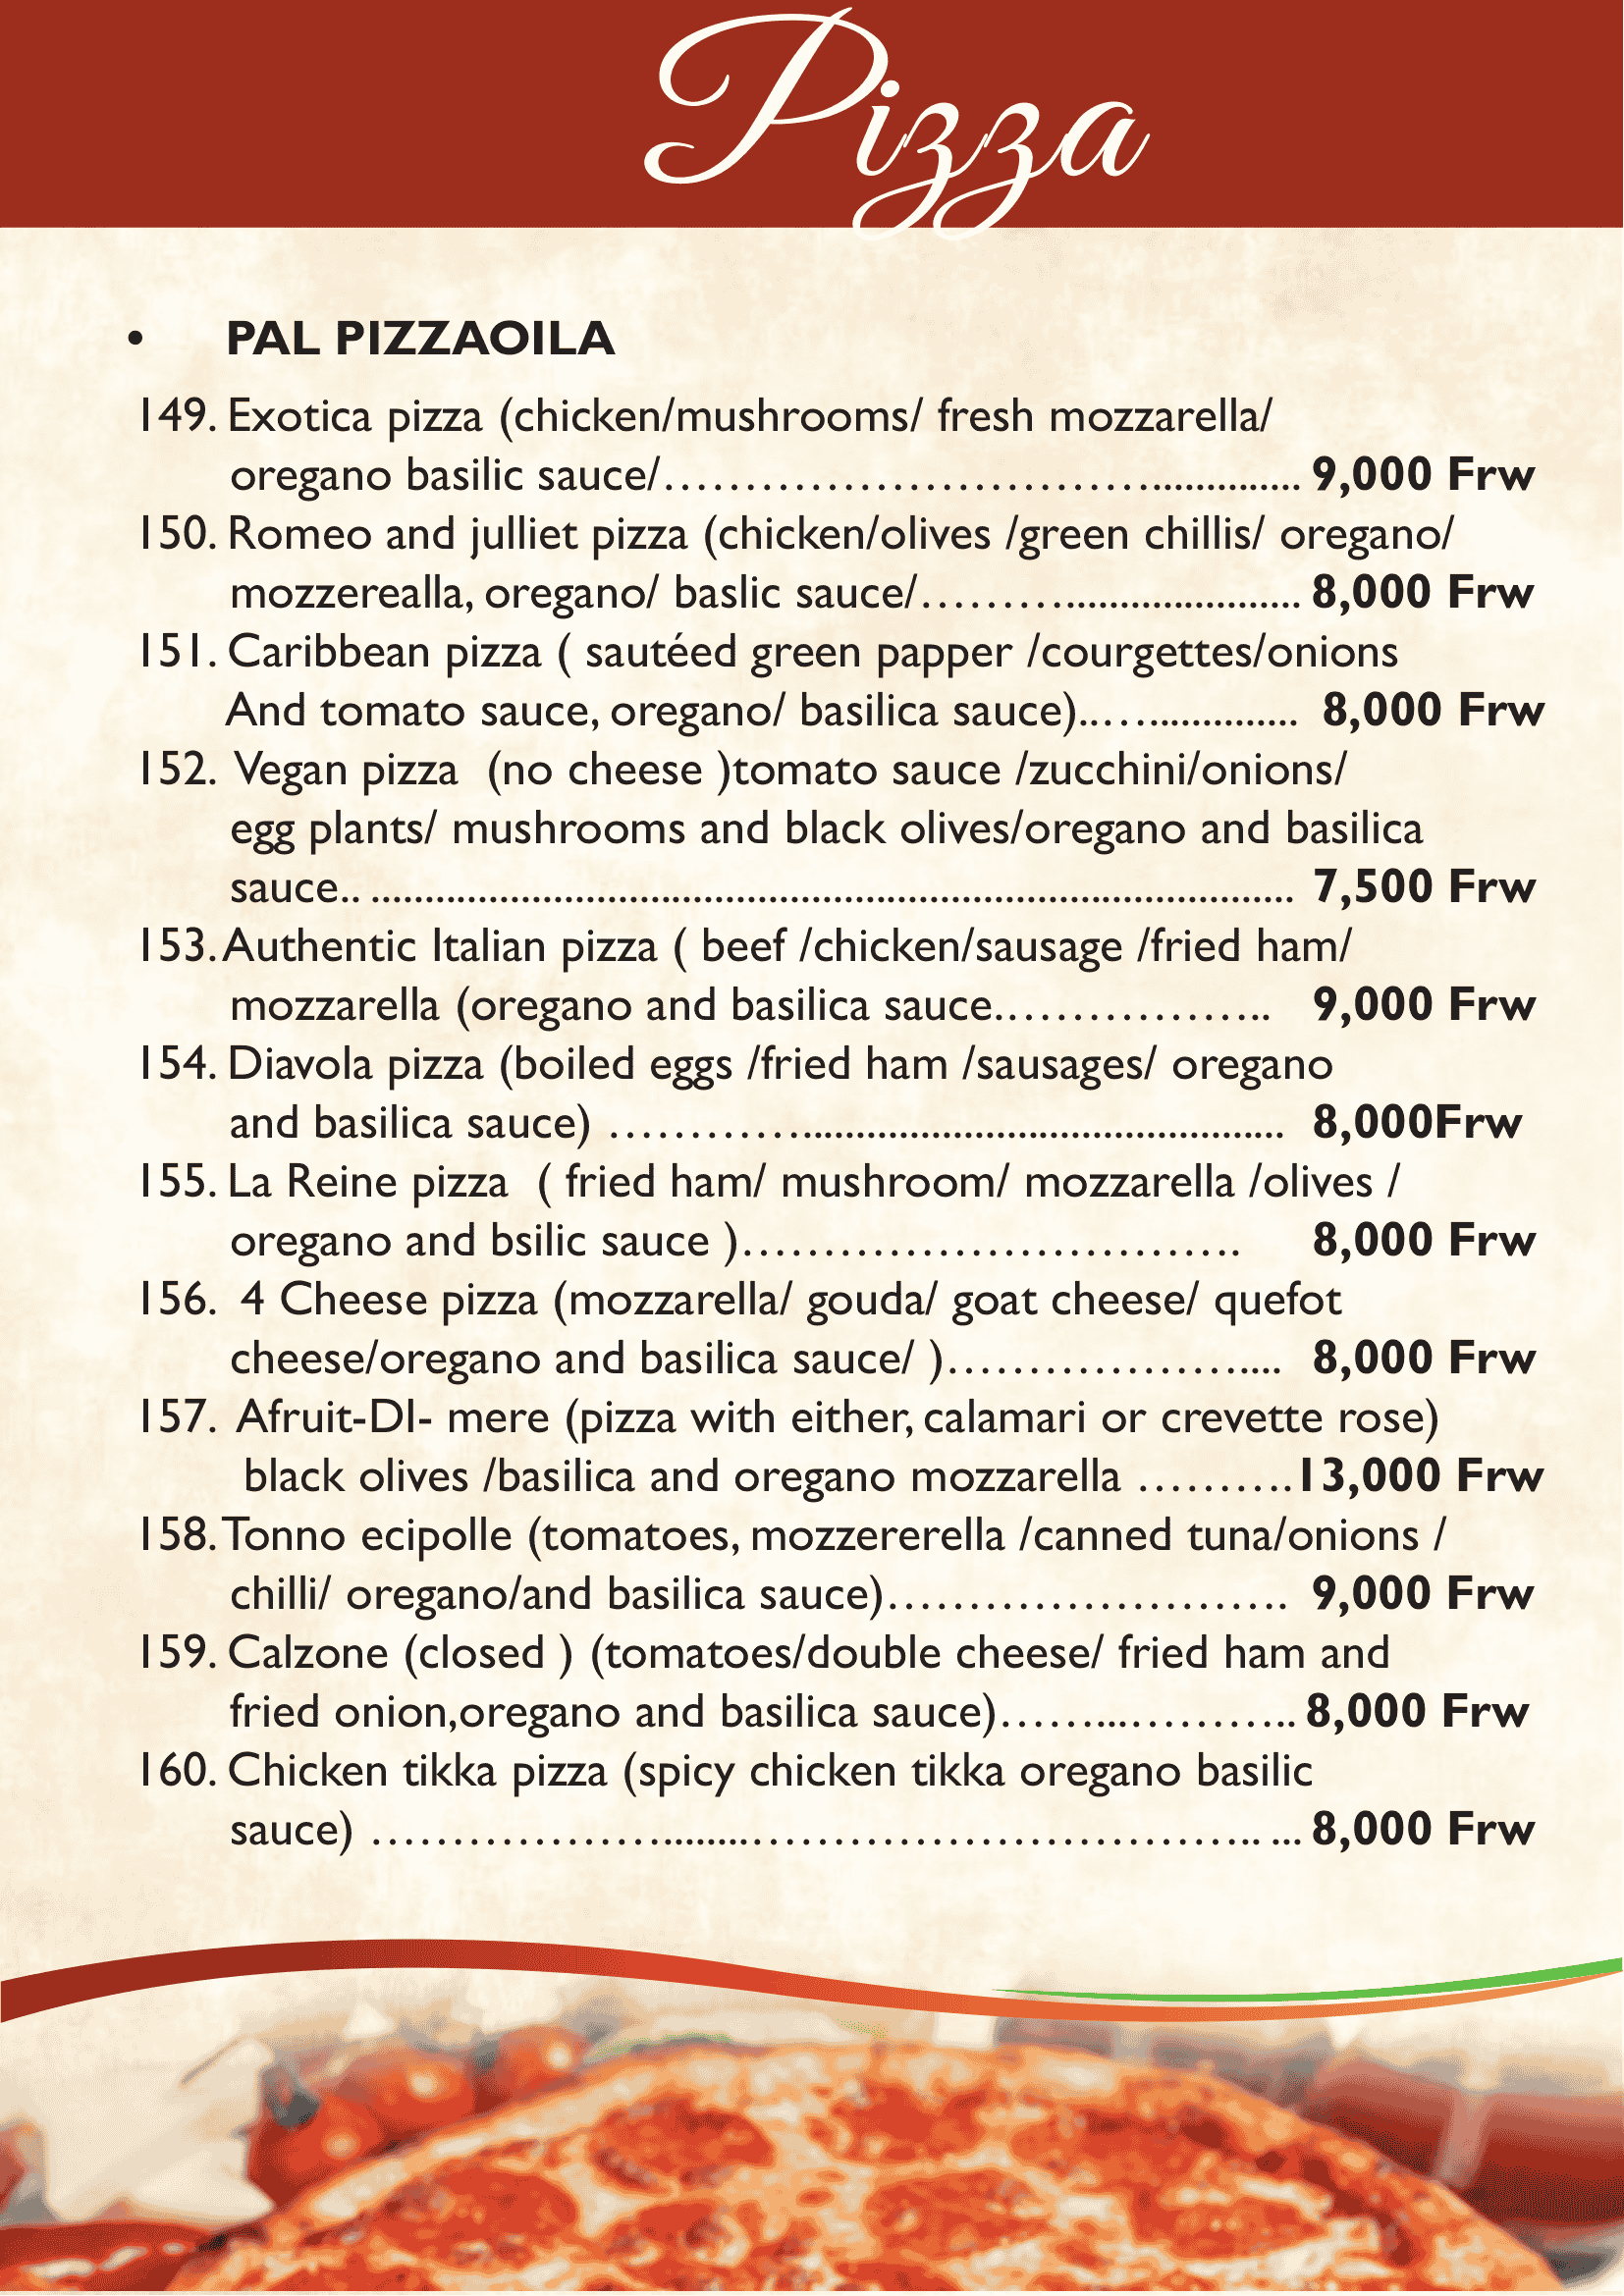 Pizza
• PAL PIZZAOILA
149. Exotica pizza (chicken/mushrooms/ fresh mozzarella/
oregano basilic sauce/…………………………............. 9,000 Frw
150. Romeo and julliet pizza (chicken/olives /green chillis/ oregano/
mozzerealla, oregano/ baslic sauce/………..................... 8,000 Frw
151. Caribbean pizza ( sautéed green papper /courgettes/onions
And tomato sauce, oregano/ basilica sauce)..….............. 8,000 Frw
152. Vegan pizza (no cheese )tomato sauce /zucchini/onions/
egg plants/ mushrooms and black olives/oregano and basilica
sauce.. ..................................................................................... 7,500 Frw
153. Authentic Italian pizza ( beef /chicken/sausage /fried ham/
mozzarella (oregano and basilica sauce.…………….. 9,000 Frw
154. Diavola pizza (boiled eggs /fried ham /sausages/ oregano
and basilica sauce) …………............................................ 8,000Frw
155. La Reine pizza ( fried ham/ mushroom/ mozzarella /olives /
oregano and bsilic sauce )…………………………. 8,000 Frw
156. 4 Cheese pizza (mozzarella/ gouda/ goat cheese/ quefot
cheese/oregano and basilica sauce/ )………………..... 8,000 Frw
157. Afruit-DI- mere (pizza with either, calamari or crevette rose)
black olives /basilica and oregano mozzarella ……….13,000 Frw
158. Tonno ecipolle (tomatoes, mozzererella /canned tuna/onions /
chilli/ oregano/and basilica sauce)……………………. 9,000 Frw
159. Calzone (closed ) (tomatoes/double cheese/ fried ham and
fried onion,oregano and basilica sauce)……...……….. 8,000 Frw
160. Chicken tikka pizza (spicy chicken tikka oregano basilic
sauce) ………………........………………………….. ... 8,000 Frw